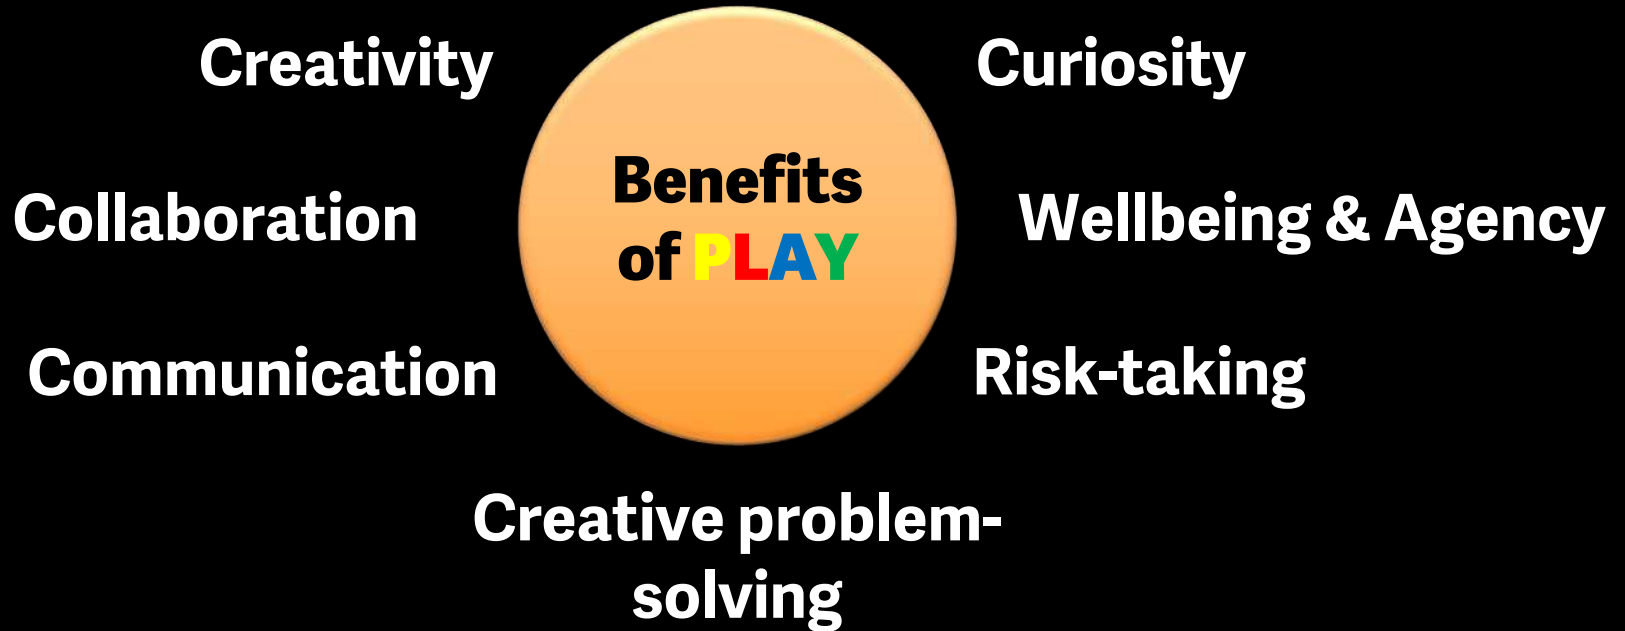 Creativity
Curiosity
Benefits
of PLAY
Collaboration
Wellbeing & Agency
Communication
Risk-taking
Creative problem-
solving